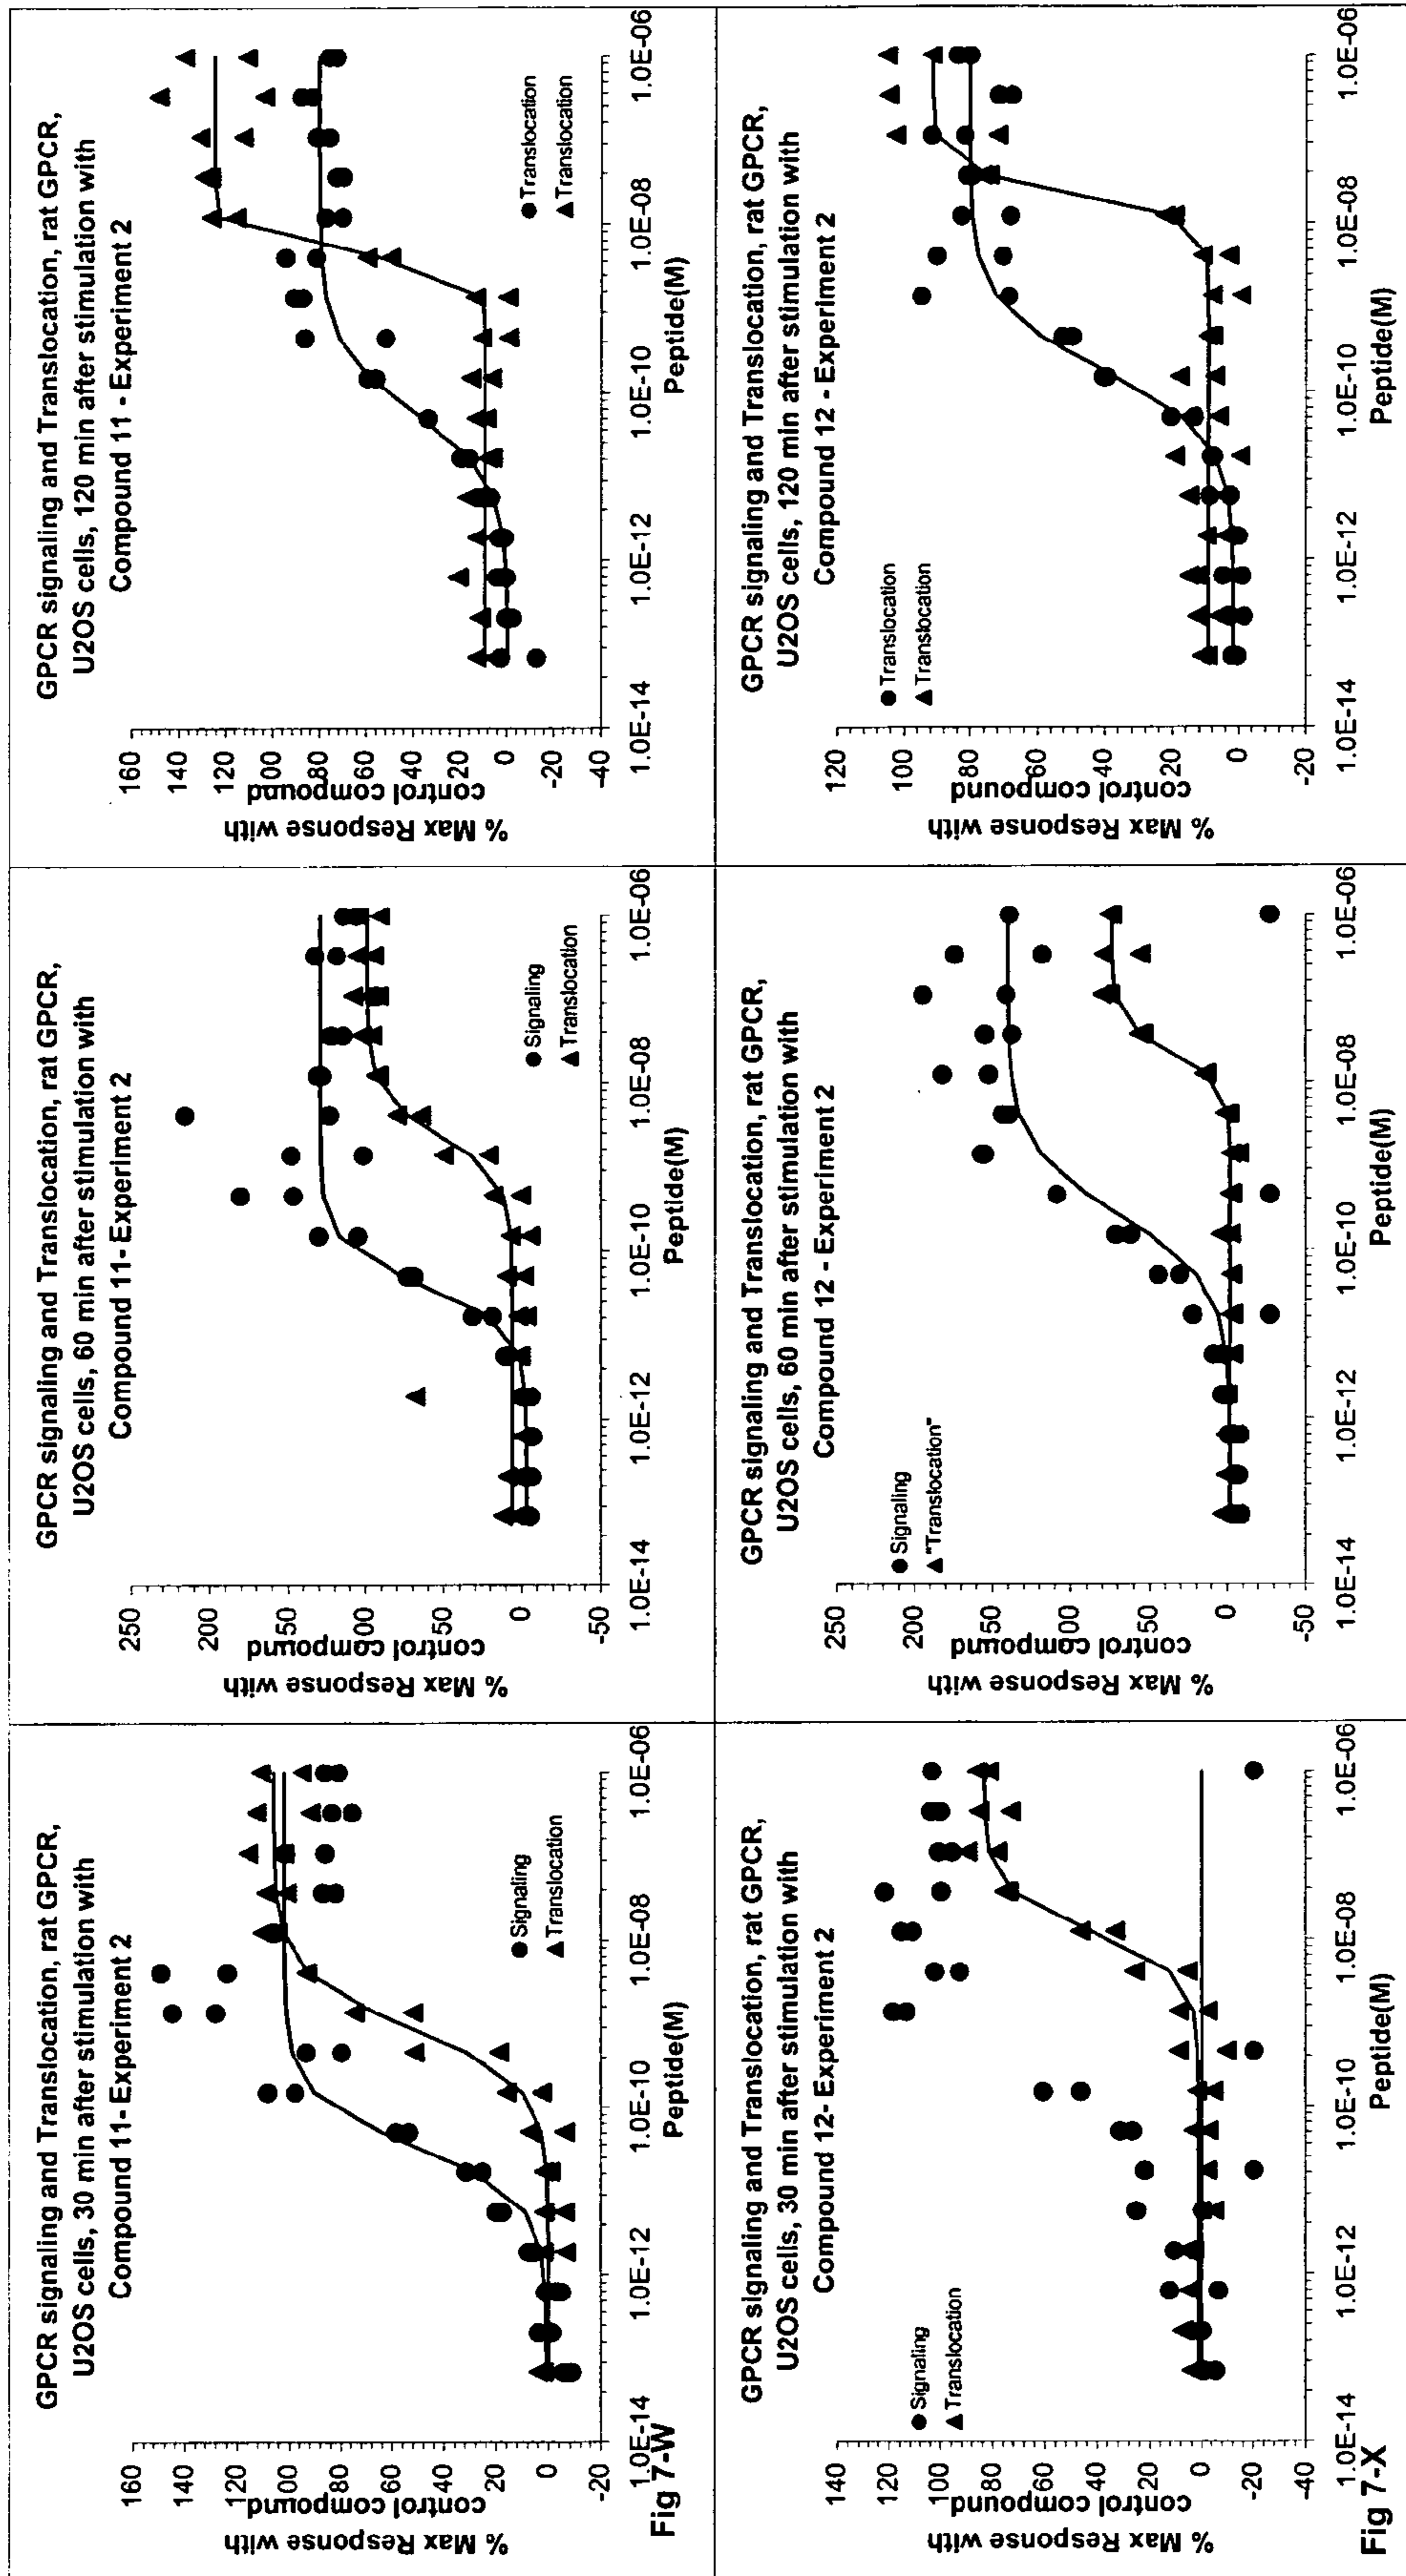 GPCR signaling and Translocation, rat GPCR,
U2OS cells, 30 min after stimulation with
Compound 11- Experiment 2
% Max Response with
control compound
160
140
120
100
80
60
40
20
0
-20
Signaling
Translocation
1.0E-14
1.0E-12
1.0E-10
1.0E-08
1.0E-06
Peptide(M)
Fig 7-W
GPCR signaling and Translocation, rat GPCR,
U2OS cells, 60 min after stimulation with
Compound 11- Experiment 2
% Max Response with
control compound
250
200
150
100
50
0
-50
Signaling
Translocation
1.0E-14
1.0E-12
1.0E-10
1.0E-08
1.0E-06
Peptide(M)
GPCR signaling and Translocation, rat GPCR,
U2OS cells, 120 min after stimulation with
Compound 11 - Experiment 2
% Max Response with
control compound
160
140
120
100
80
60
40
20
0
-20
-40
Translocation
Translocation
1.0E-14
1.0E-12
1.0E-10
1.0E-08
1.0E-06
Peptide(M)
GPCR signaling and Translocation, rat GPCR,
U2OS cells, 30 min after stimulation with
Compound 12- Experiment 2
% Max Response with
control compound
140
120
100
80
60
40
20
0
-20
-40
Signaling
Translocation
1.0E-14
1.0E-12
1.0E-10
1.0E-08
1.0E-06
Peptide(M)
Fig 7-X
GPCR signaling and Translocation, rat GPCR,
U2OS cells, 60 min after stimulation with
Compound 12 - Experiment 2
% Max Response with
control compound
250
200
150
100
50
0
-50
Signaling
"Translocation"
1.0E-14
1.0E-12
1.0E-10
1.0E-08
1.0E-06
Peptide(M)
GPCR signaling and Translocation, rat GPCR,
U2OS cells, 120 min after stimulation with
Compound 12 - Experiment 2
% Max Response with
control compound
120
100
80
60
40
20
0
-20
Translocation
Translocation
1.0E-14
1.0E-12
1.0E-10
1.0E-08
1.0E-06
Peptide(M)